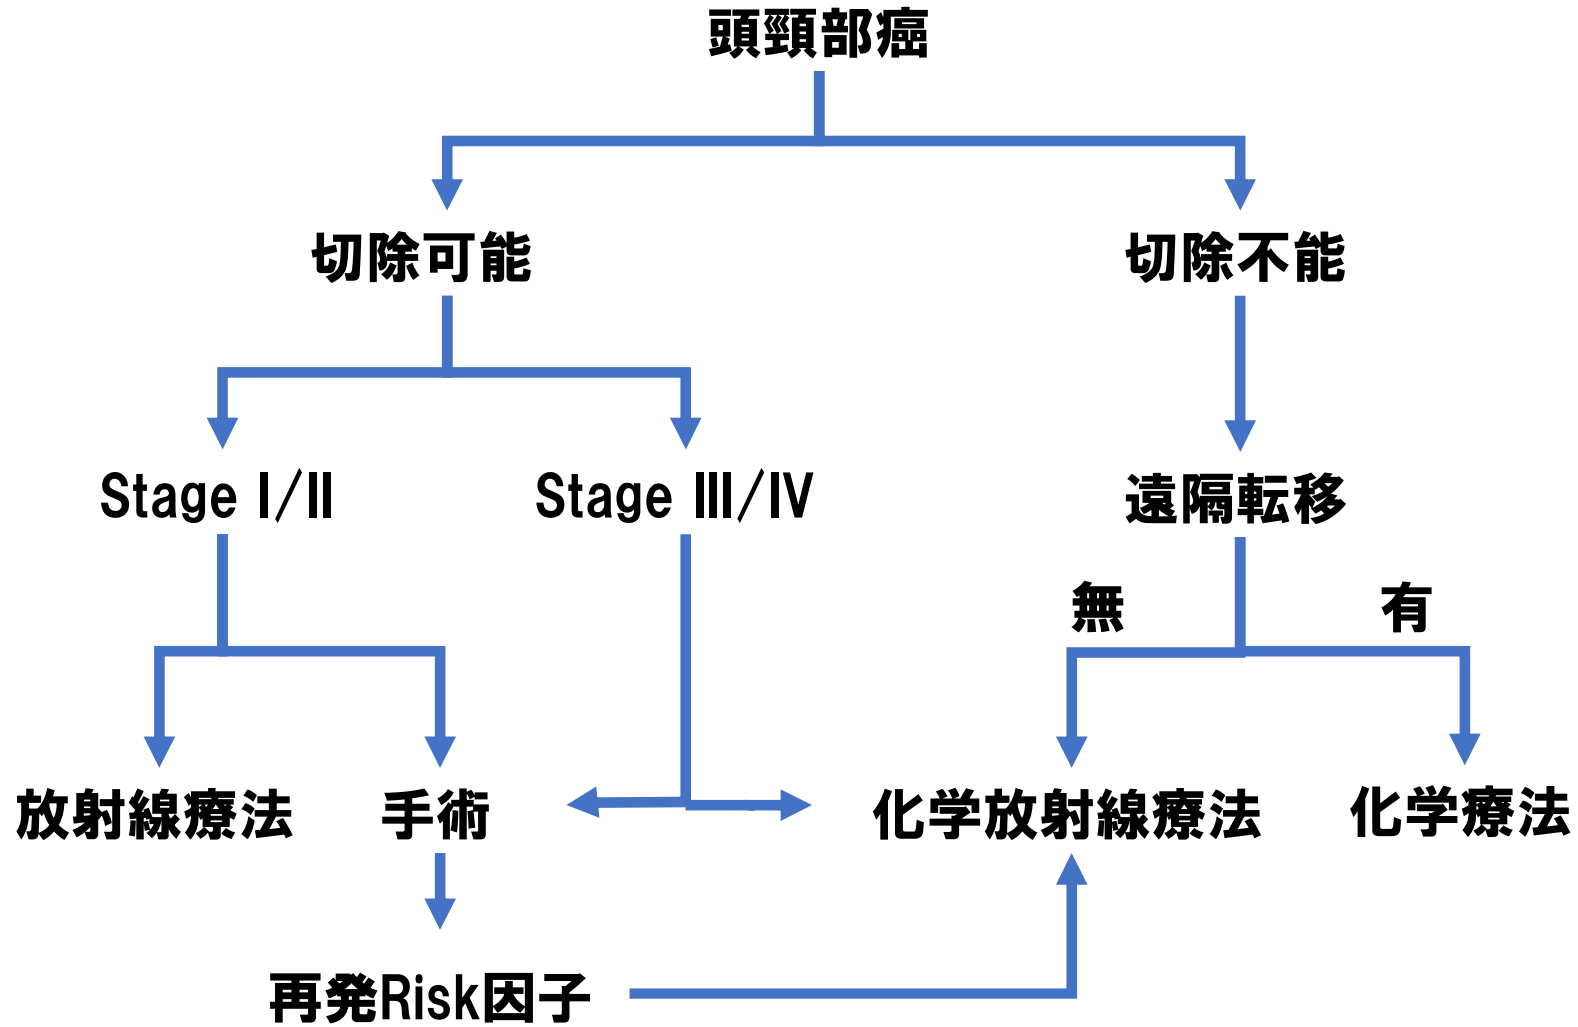 頭頸部癌
切除可能
切除不能
Stage I/II
Stage III/IV
遠隔転移
無
有
放射線療法
手術
化学放射線療法
化学療法
再発Risk因子